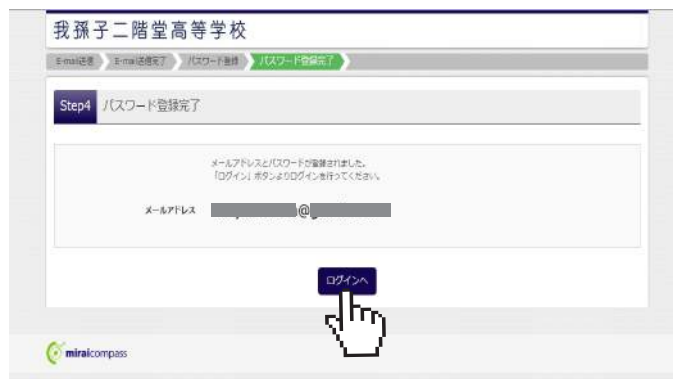 我孫子二階堂高等学校
E-mail送信 E-mail送信完了 パスワード登録 パスワード登録完了
Step4 パスワード登録完了
メールアドレスとパスワードが登録されました。
「ログイン」ボタンよりログインを行ってください。
メールアドレス @
ログインへ
miraicompass